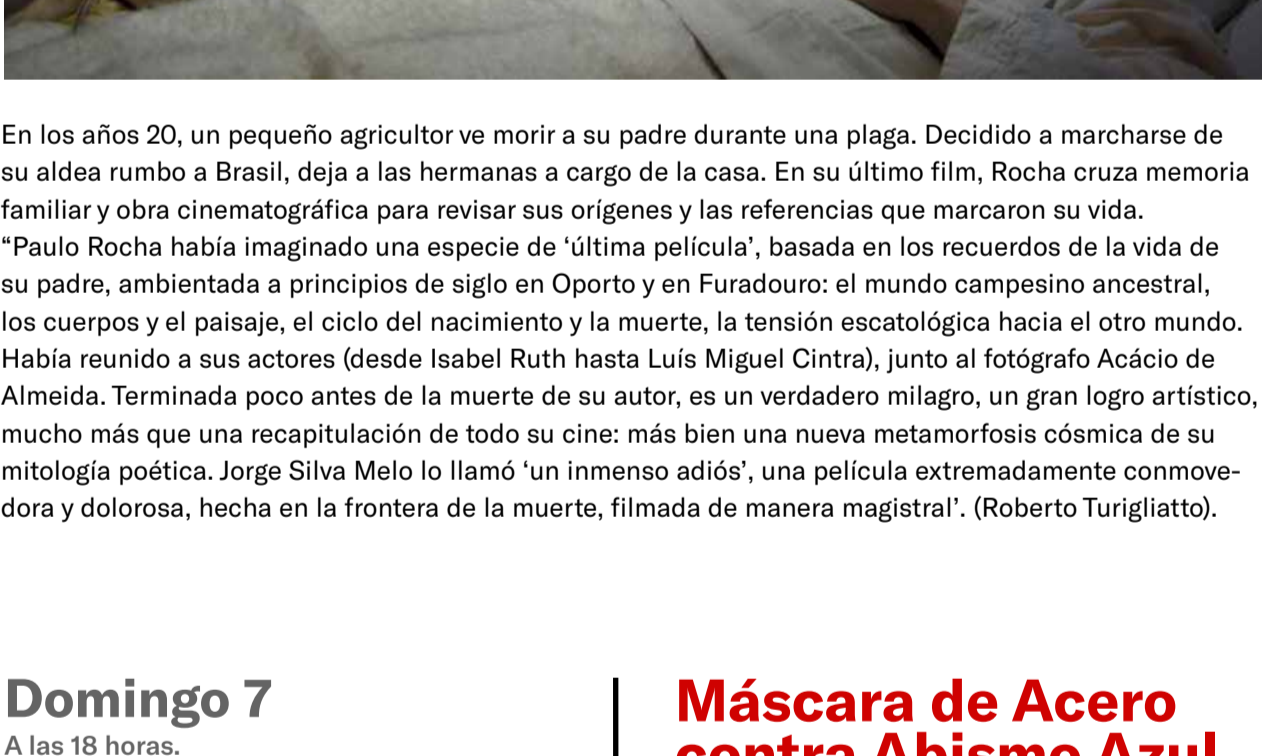 En los años 20, un pequeño agricultor ve morir a su padre durante una plaga. Decidido a marcharse de
su aldea rumbo a Brasil, deja a las hermanas a cargo de la casa. En su último film, Rocha cruza memoria
familiar y obra cinematográfica para revisar sus orígenes y las referencias que marcaron su vida.
“Paulo Rocha había imaginado una especie de ‘última película’, basada en los recuerdos de la vida de
su padre, ambientada a principios de siglo en Oporto y en Furadouro: el mundo campesino ancestral,
los cuerpos y el paisaje, el ciclo del nacimiento y la muerte, la tensión escatológica hacia el otro mundo.
Había reunido a sus actores (desde Isabel Ruth hasta Luís Miguel Cintra), junto al fotógrafo Acácio de
Almeida. Terminada poco antes de la muerte de su autor, es un verdadero milagro, un gran logro artístico,
mucho más que una recapitulación de todo su cine: más bien una nueva metamorfosis cósmica de su
mitología poética. Jorge Silva Melo lo llamó ‘un inmenso adiós’, una película extremadamente conmove-
dora y dolorosa, hecha en la frontera de la muerte, filmada de manera magistral’. (Roberto Turigliatto).
Domingo 7
A las 18 horas.
Máscara de Acero
contra Abismo Azul